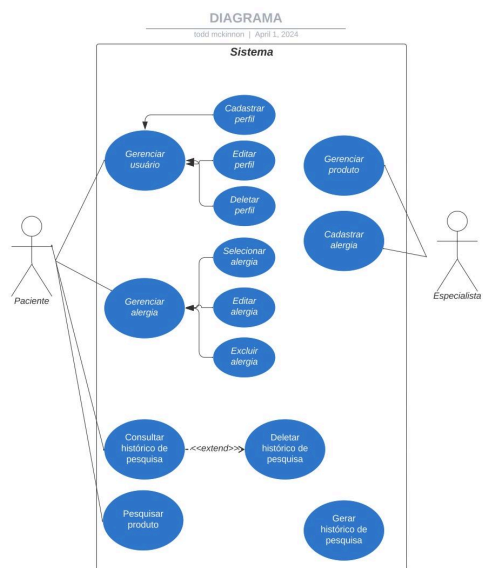 DIAGRAMA
todd mckinnon | April 1, 2024
Sistema
Cadastrar
perfil
Gerenciar
usuário
Editar
perfil
Deletar
perfil
Gerenciar
produto
Cadastrar
alergia
Paciente
Especialista
Selecionar
alergia
Gerenciar
alergia
Editar
alergia
Excluir
alergia
Consultar
histórico de
pesquisa
<<extend>>
Deletar
histórico de
pesquisa
Pesquisar
produto
Gerar
histórico de
pesquisa